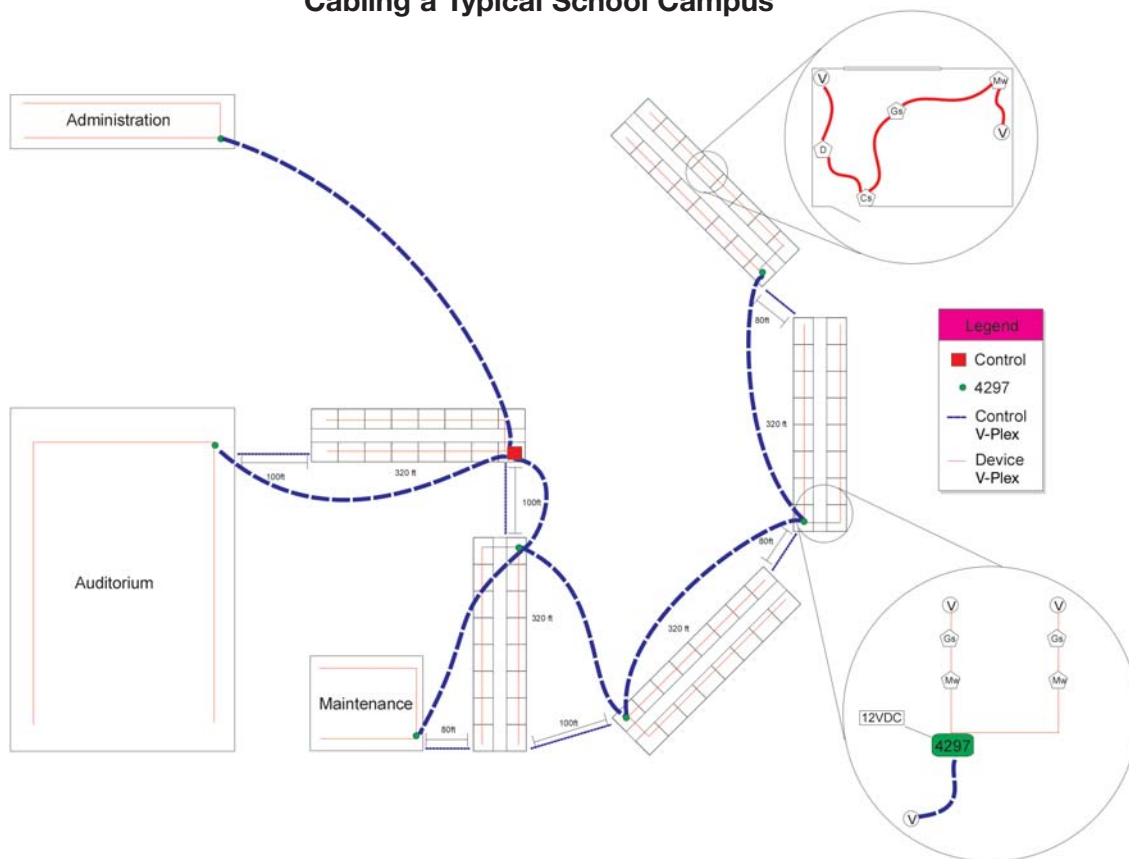 Cabling a Typical School Campus
Administration
V
Mw
Gs
V
D
Cs
80ft
Legend
Control
4297
Control
V-Plex
Device
V-Plex
320 ft
100ft
320 ft
100ft
80ft
Auditorium
320 ft
320 ft
V
V
Gs
Gs
Mw
Mw
Maintenance
100ft
80ft
12VDC
4297
V